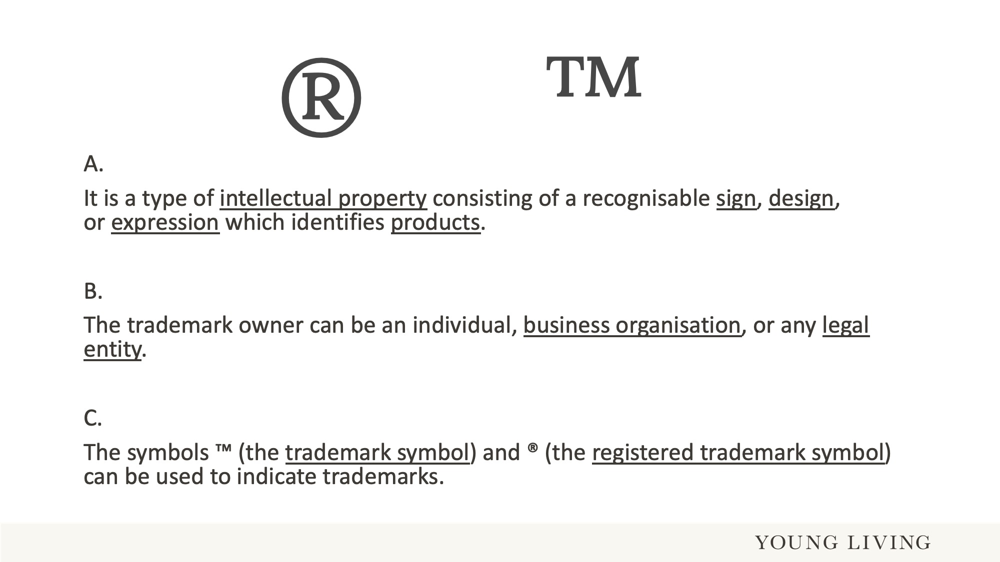 ® ™
A.
It is a type of intellectual property consisting of a recognisable sign, design,
or expression which identifies products.
B.
The trademark owner can be an individual, business organisation, or any legal
entity.
C.
The symbols ™ (the trademark symbol) and ® (the registered trademark symbol)
can be used to indicate trademarks.
YOUNG LIVING